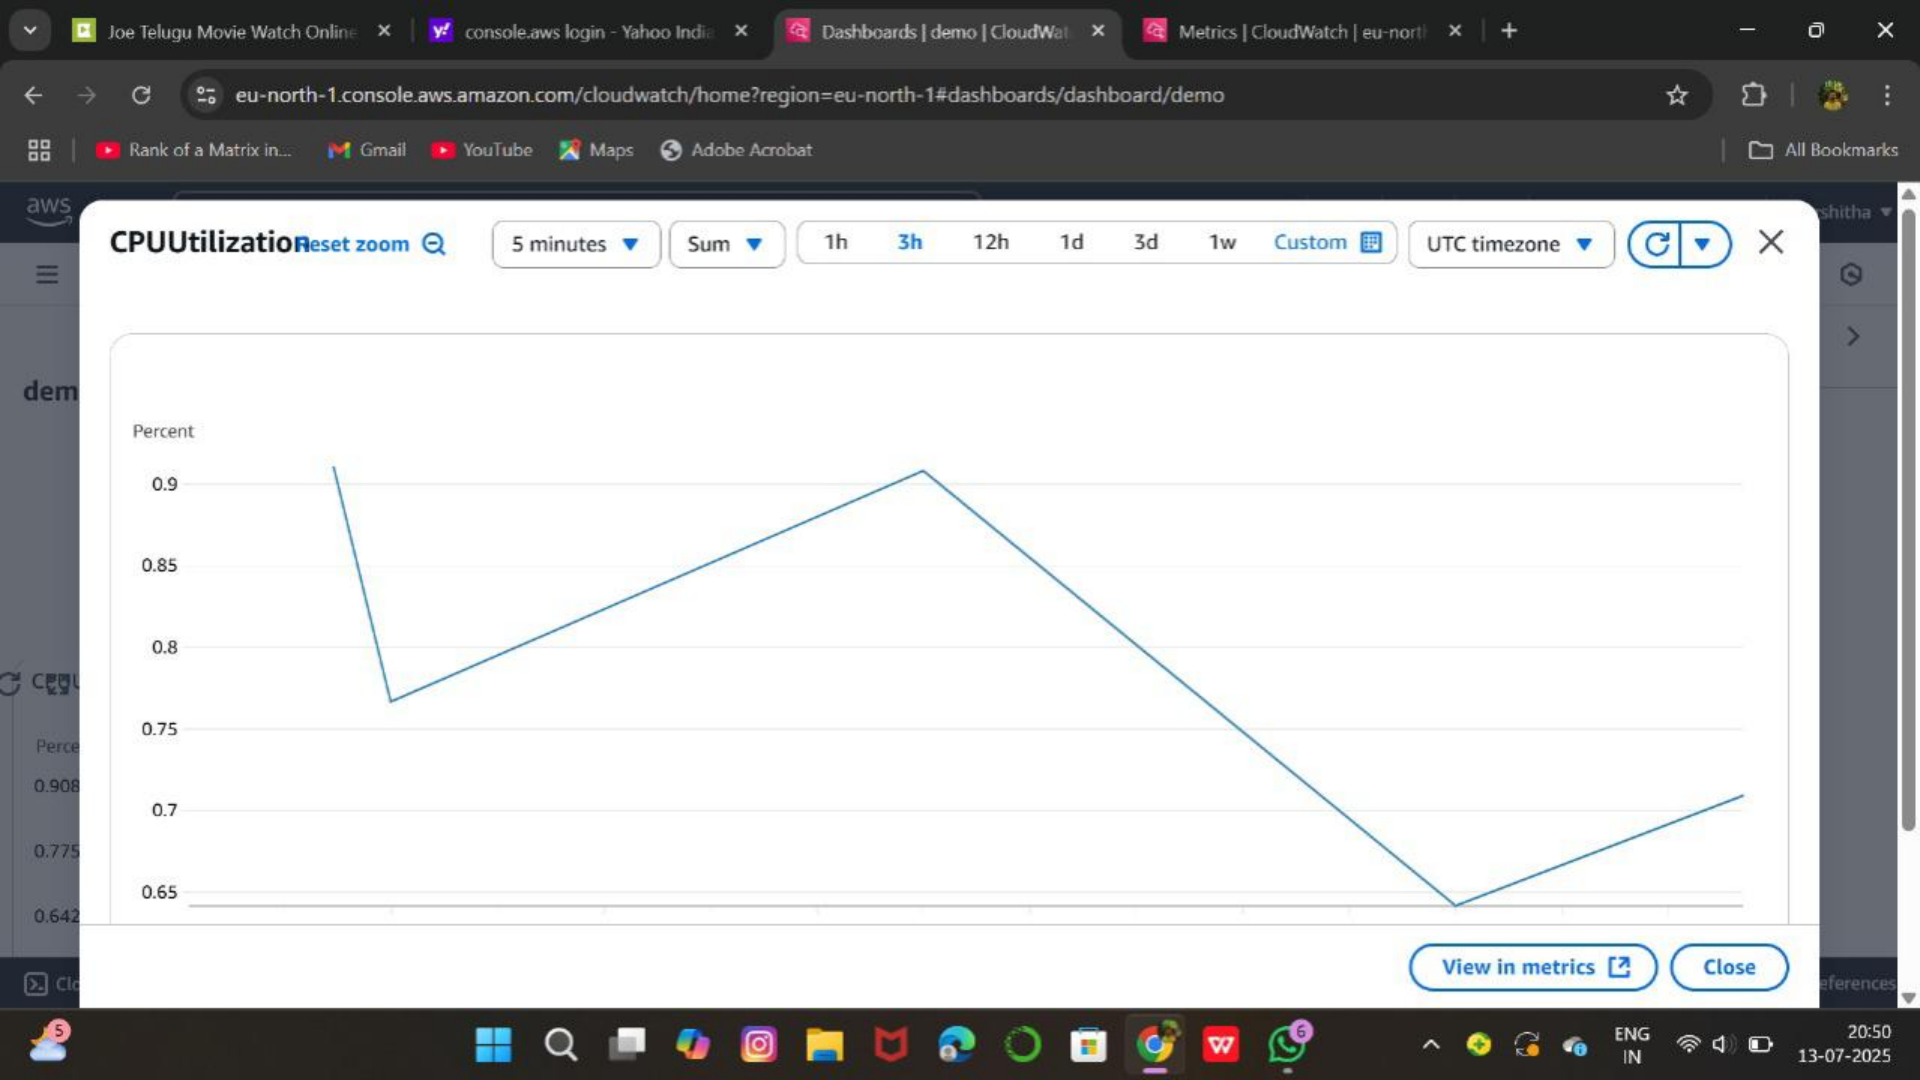 Joe Telugu Movie Watch Online
console.aws login - Yahoo India
Dashboards | demo | CloudWat
Metrics | CloudWatch | eu-nort
eu-north-1.console.aws.amazon.com/cloudwatch/home?region=eu-north-1#dashboards/dashboard/demo
Rank of a Matrix in...
Gmail
YouTube
Maps
Adobe Acrobat
All Bookmarks
aws
shitha
CPUUtilization
Reset zoom
5 minutes
Sum
1h
3h
12h
1d
3d
1w
Custom
UTC timezone
dem
Percent
0.9
0.85
0.8
0.75
0.7
0.65
Perce
0.908
0.775
0.642
View in metrics
Close
Clo
eferences
5
W
6
ENG
IN
20:50
13-07-2025